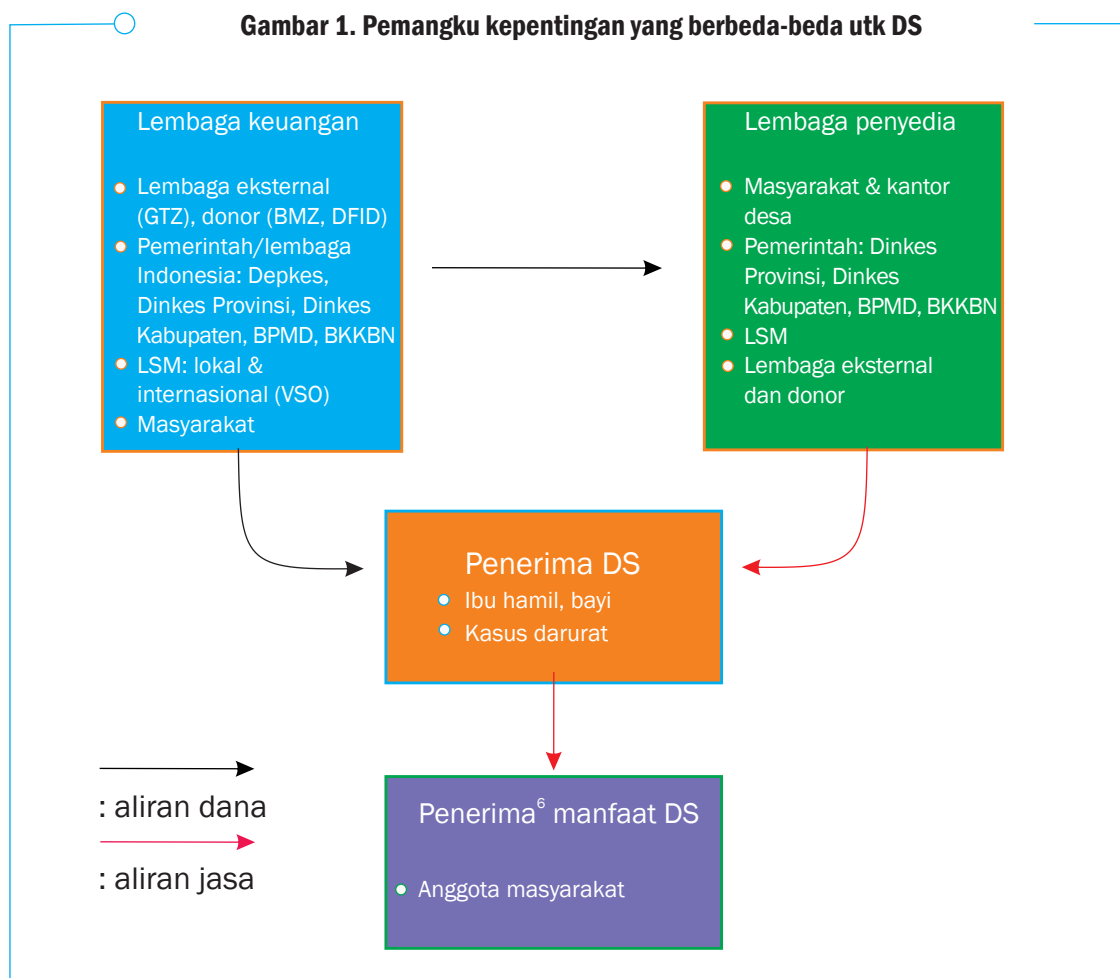 Gambar 1. Pemangku kepentingan yang berbeda-beda utk DS
Lembaga keuangan
Lembaga eksternal
(GTZ), donor (BMZ, DFID)
Pemerintah/lembaga
Indonesia: Depkes,
Dinkes Provinsi, Dinkes
Kabupaten, BPMD, BKKBN
LSM: lokal &
internasional (VSO)
Masyarakat
Lembaga penyedia
Masyarakat & kantor
desa
Pemerintah: Dinkes
Provinsi, Dinkes
Kabupaten, BPMD, BKKBN
LSM
Lembaga eksternal
dan donor
Penerima DS
Ibu hamil, bayi
Kasus darurat
Penerima⁶ manfaat DS
Anggota masyarakat
: aliran dana
: aliran jasa